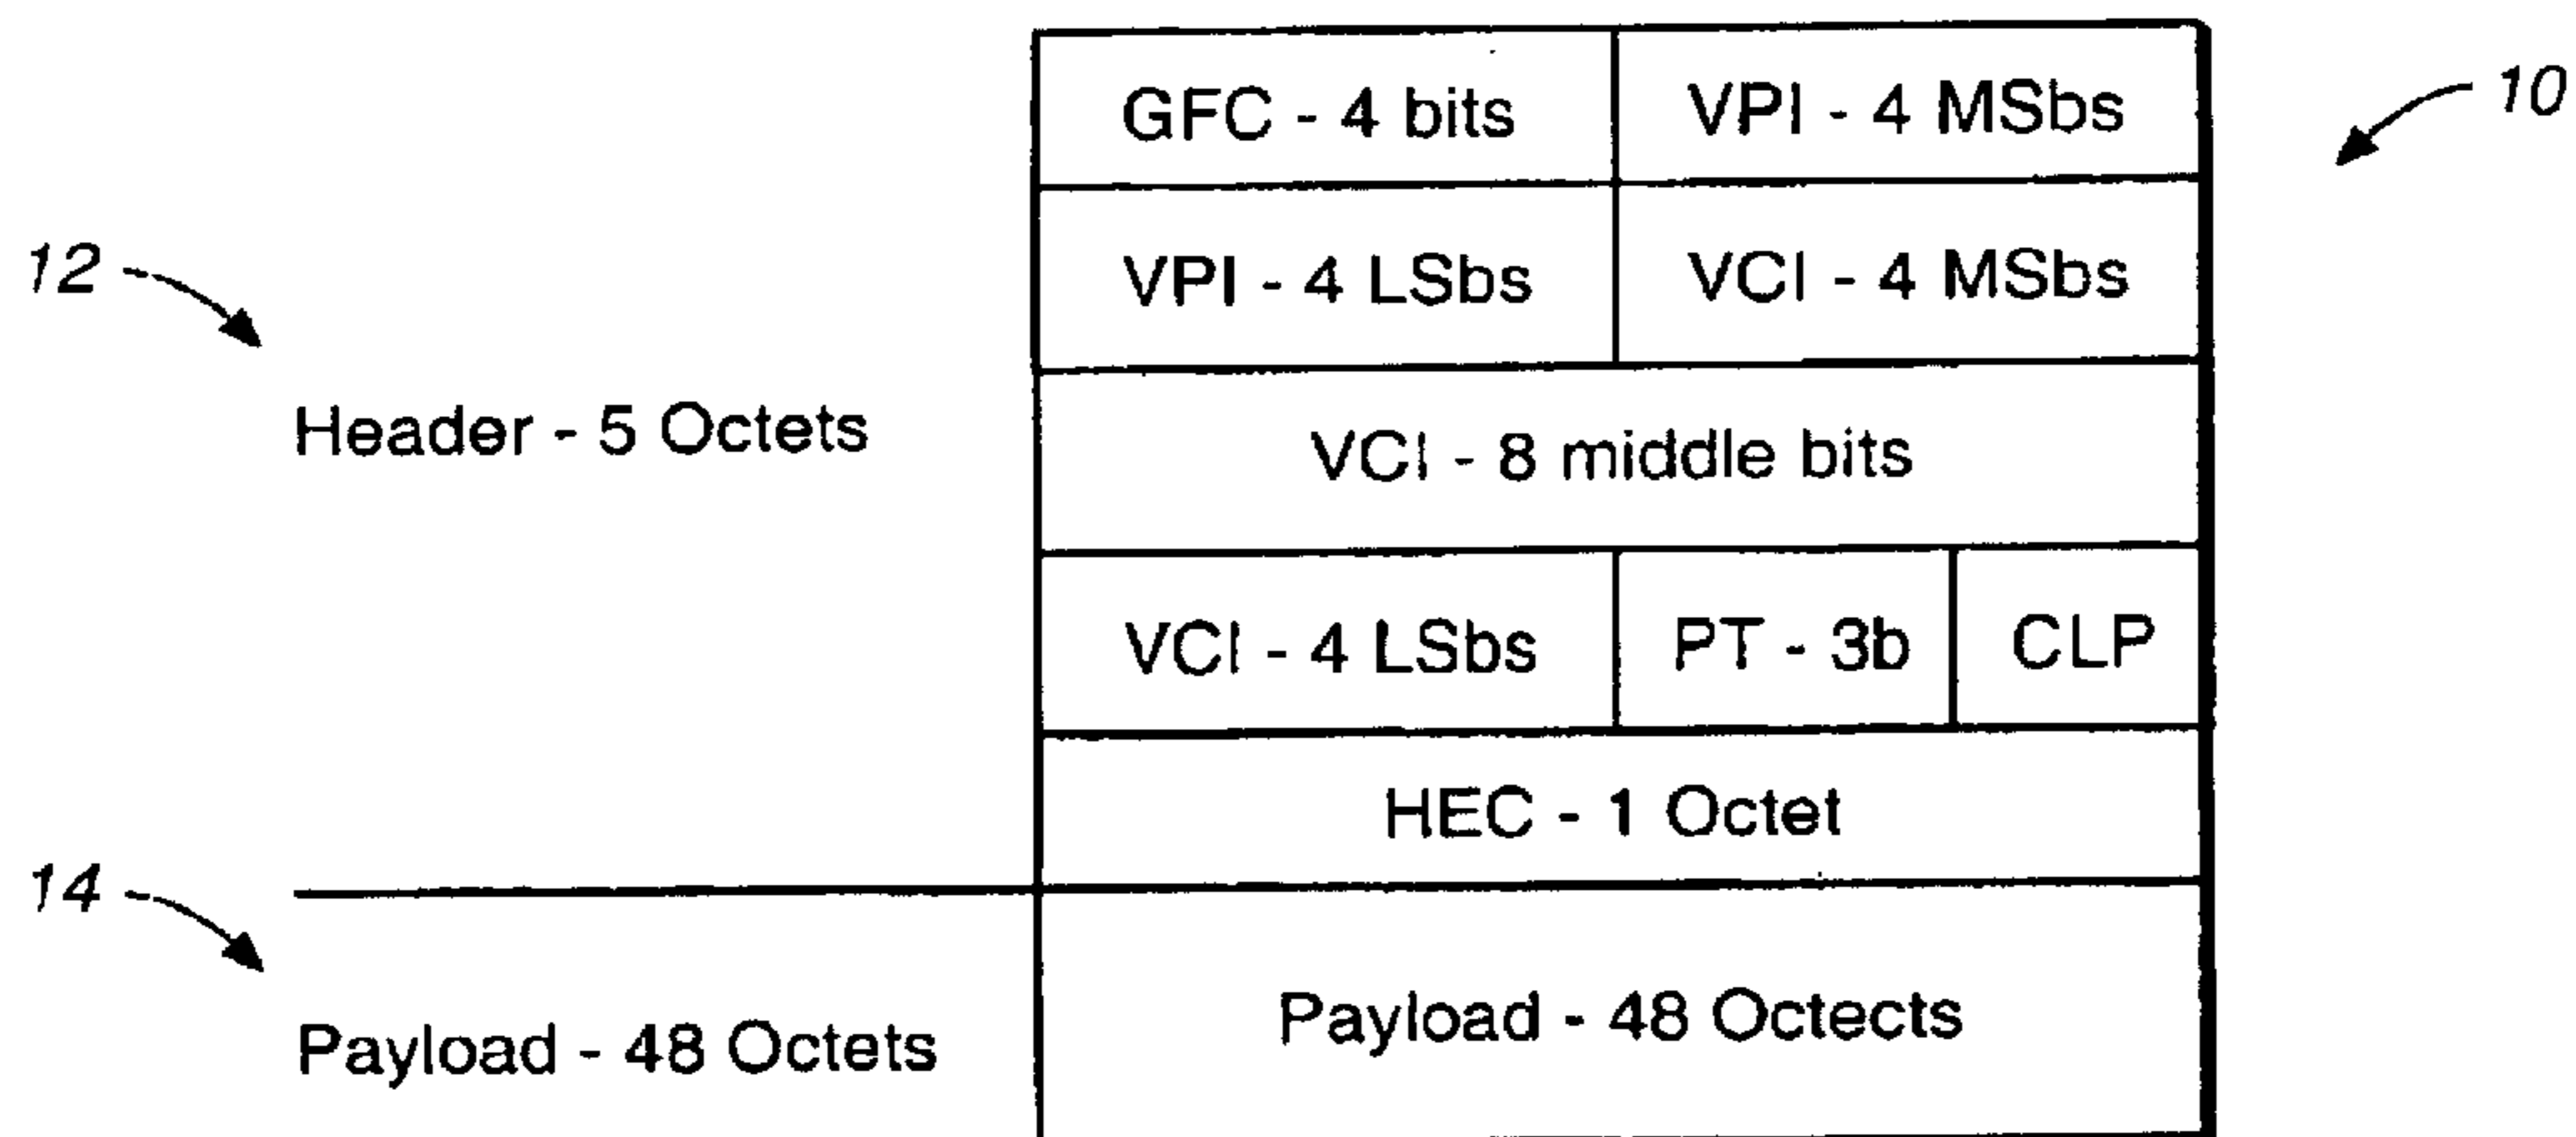 GFC - 4 bits
VPI - 4 MSbs
10
12
VPI - 4 LSbs
VCI - 4 MSbs
Header - 5 Octets
VCI - 8 middle bits
VCI - 4 LSbs
PT - 3b
CLP
HEC - 1 Octet
14
Payload - 48 Octets
Payload - 48 Octects